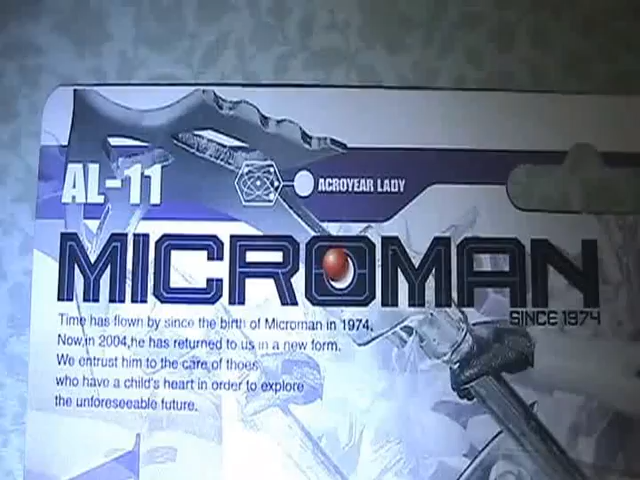 AL-11
ACROYEAR LADY
MICROMAN
SINCE 1974
Time has flown by since the birth of Microman in 1974.
Now,in 2004,he has returned to us in a new form.
We entrust him to the care of thoes
who have a child's heart in order to explore
the unforeseeable future.